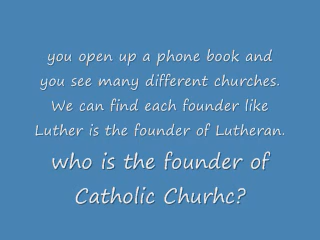 you open up a phone book and
you see many different churches.
We can find each founder like
Luther is the founder of Lutheran.
who is the founder of
Catholic Churhc?